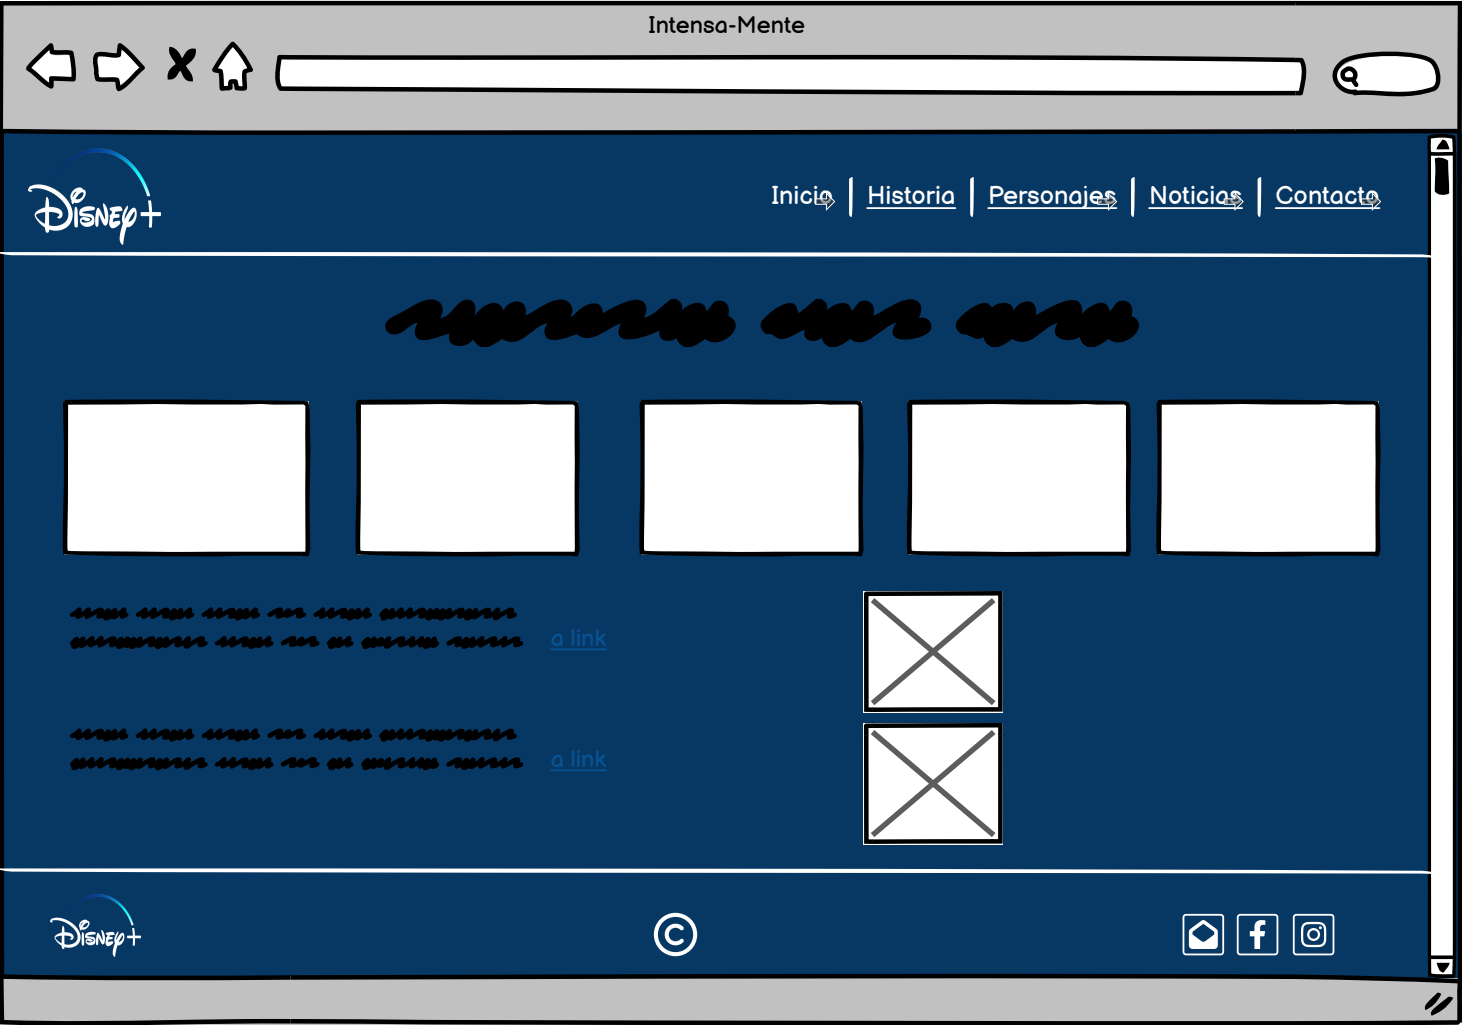 Intensa-Mente
Disney+
Inicio Historia Personajes Noticias Contacto
a link
a link
Disney+
©